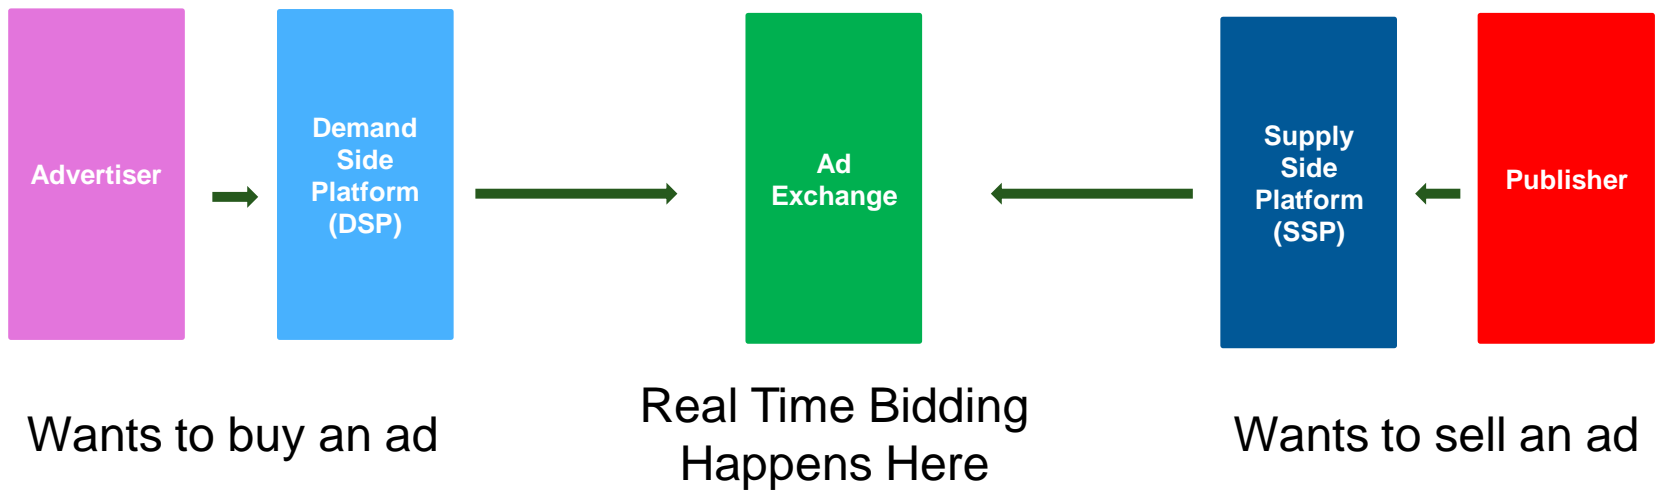 Advertiser
Demand
Side
Platform
(DSP)
Ad
Exchange
Supply
Side
Platform
(SSP)
Publisher
Wants to buy an ad
Real Time Bidding
Happens Here
Wants to sell an ad